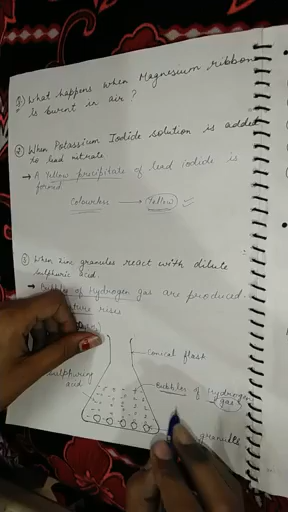 ① What happens when Magnesium ribbon
is burnt in air?
② When Potassium Iodide solution is added
to lead nitrate
→ A Yellow precipitate of lead iodide is
formed
Colourless → Yellow
③ When zinc granules react with dilute
sulphuric acid.
→ Bubbles of Hydrogen gas are produced.
rises
Conical flask
acid
Bubbles of Hydrogen
gas
granules